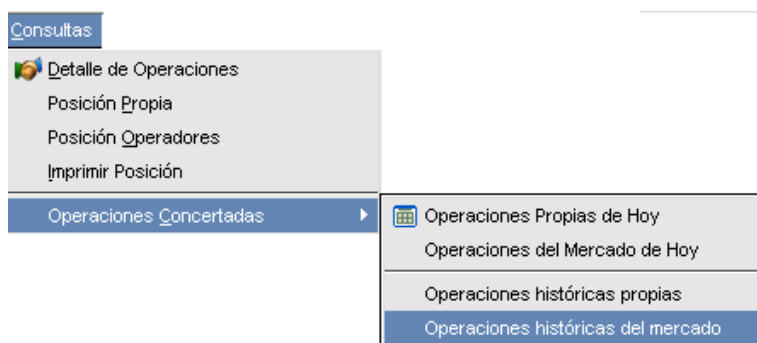 Consultas
Detalle de Operaciones
Posición Propia
Posición Operadores
Imprimir Posición
Operaciones Concertadas
Operaciones Propias de Hoy
Operaciones del Mercado de Hoy
Operaciones históricas propias
Operaciones históricas del mercado